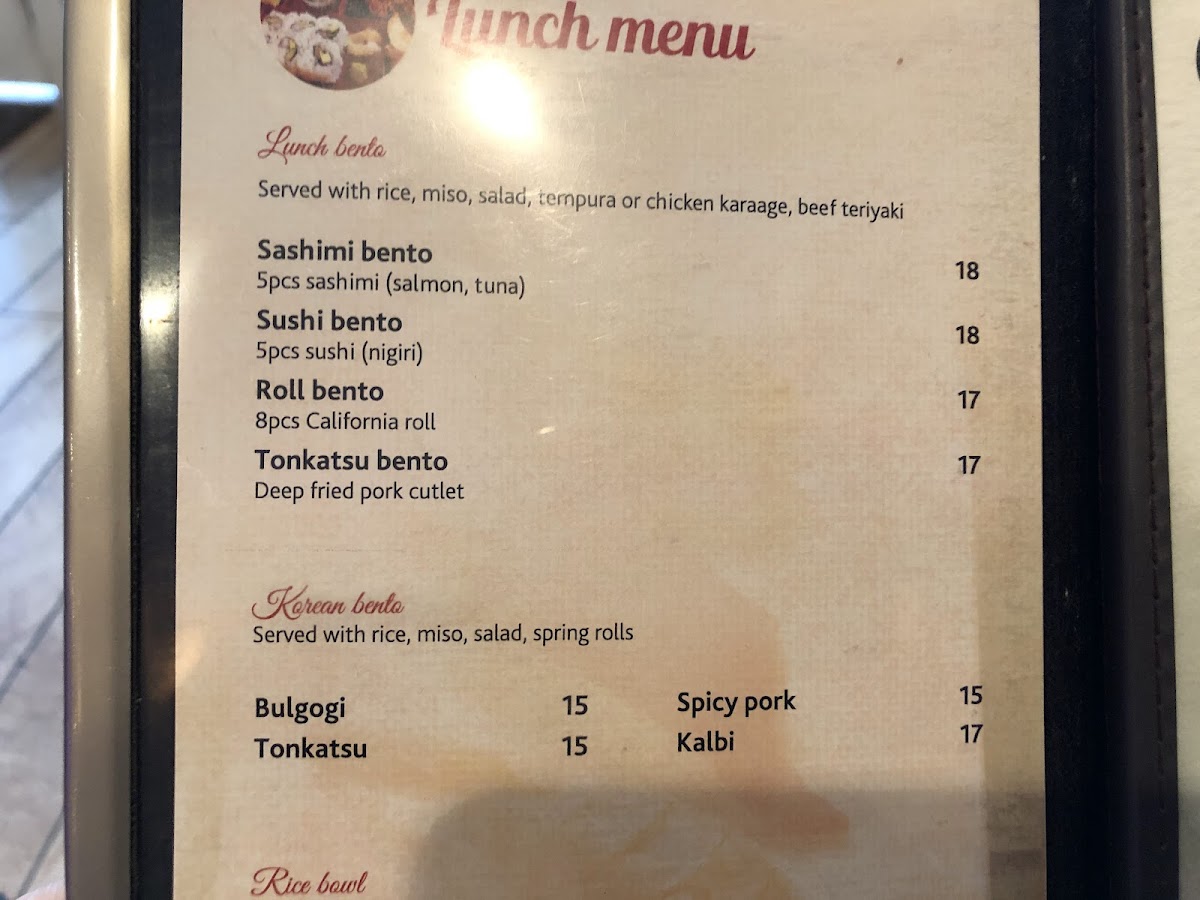 Lunch menu
Lunch bento
Served with rice, miso, salad, tempura or chicken karaage, beef teriyaki
Sashimi bento 18
5pcs sashimi (salmon, tuna)
Sushi bento 18
5pcs sushi (nigiri)
Roll bento 17
8pcs California roll
Tonkatsu bento 17
Deep fried pork cutlet
Korean bento
Served with rice, miso, salad, spring rolls
Bulgogi 15 Spicy pork 15
Tonkatsu 15 Kalbi 17
Rice bowl